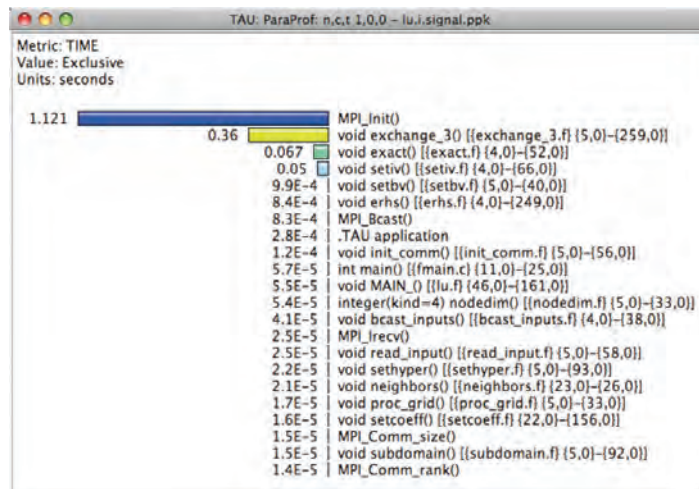 TAU: ParaProf: n,c,t 1,0,0 – lu.i.signal.ppk
Metric: TIME
Value: Exclusive
Units: seconds
1.121 MPI_Init()
0.36 void exchange_3() [{exchange_3.f} {5,0}–{259,0}]
0.067 void exact() [{exact.f} {4,0}–{52,0}]
0.05 void setiv() [{setiv.f} {4,0}–{66,0}]
9.9E-4 void setbv() [{setbv.f} {5,0}–{40,0}]
8.4E-4 void erhs() [{erhs.f} {4,0}–{249,0}]
8.3E-4 MPI_Bcast()
2.8E-4 .TAU application
1.2E-4 void init_comm() [{init_comm.f} {5,0}–{56,0}]
5.7E-5 int main() [{fmain.c} {11,0}–{25,0}]
5.5E-5 void MAIN_() [{lu.f} {46,0}–{161,0}]
5.4E-5 integer(kind=4) nodedim() [{nodedim.f} {5,0}–{33,0}]
4.1E-5 void bcast_inputs() [{bcast_inputs.f} {4,0}–{38,0}]
2.5E-5 MPI_Irecv()
2.5E-5 void read_input() [{read_input.f} {5,0}–{58,0}]
2.2E-5 void sethyper() [{sethyper.f} {5,0}–{93,0}]
2.1E-5 void neighbors() [{neighbors.f} {23,0}–{26,0}]
1.7E-5 void proc_grid() [{proc_grid.f} {5,0}–{33,0}]
1.6E-5 void setcoeff() [{setcoeff.f} {22,0}–{156,0}]
1.5E-5 MPI_Comm_size()
1.5E-5 void subdomain() [{subdomain.f} {5,0}–{92,0}]
1.4E-5 MPI_Comm_rank()